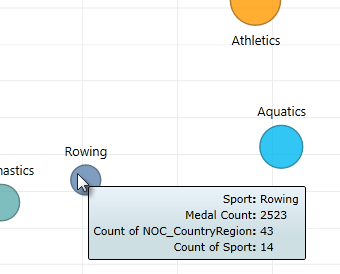 Athletics
Aquatics
Rowing
nastics
Sport: Rowing
Medal Count: 2523
Count of NOC_CountryRegion: 43
Count of Sport: 14